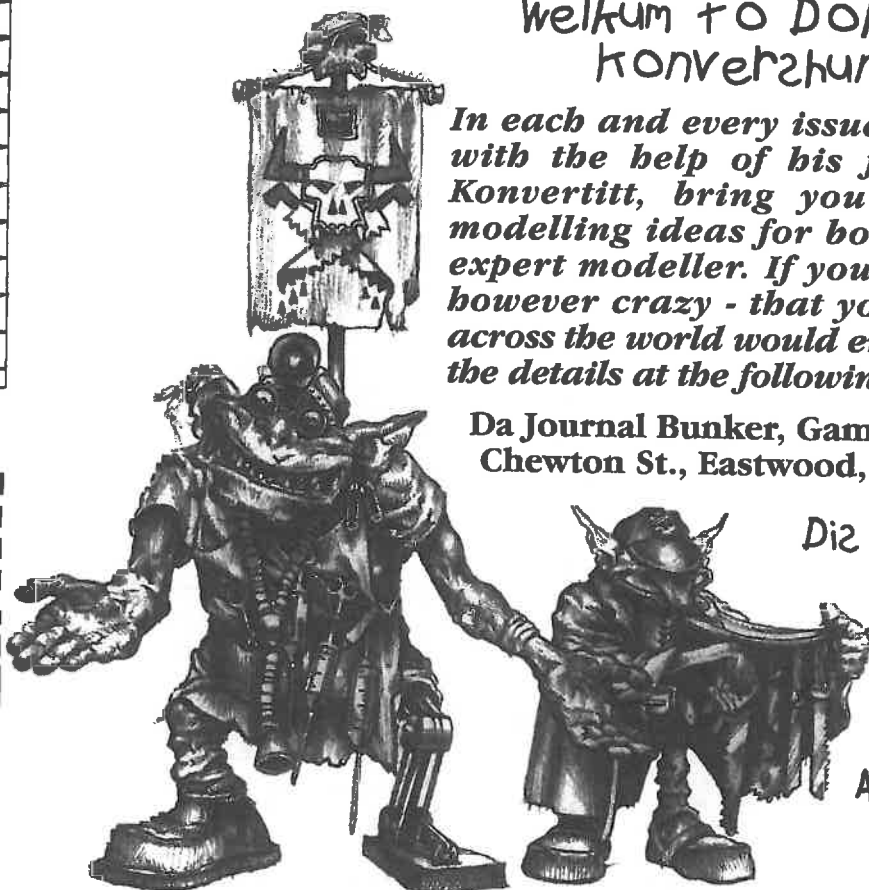 Welkum to Do
Konverzhun
In each and every issue
with the help of his
Konvertitt, bring you
modelling ideas for bo
expert modeller. If you
however crazy - that yo
across the world would e
the details at the followin
Da Journal Bunker, Gam
Chewton St., Eastwood,
Diz
A